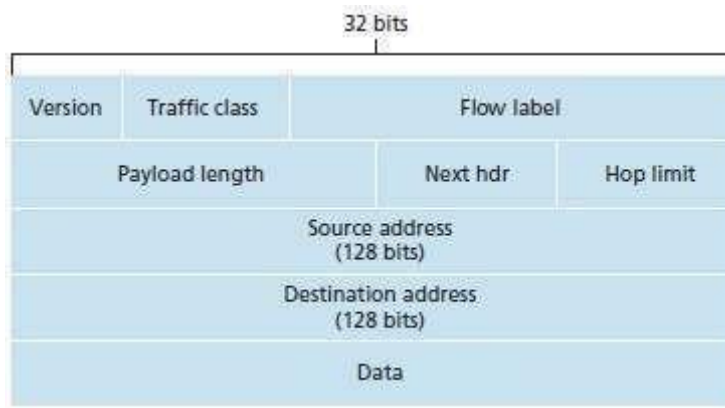 32 bits
Version Traffic class Flow label
Payload length Next hdr Hop limit
Source address
(128 bits)
Destination address
(128 bits)
Data